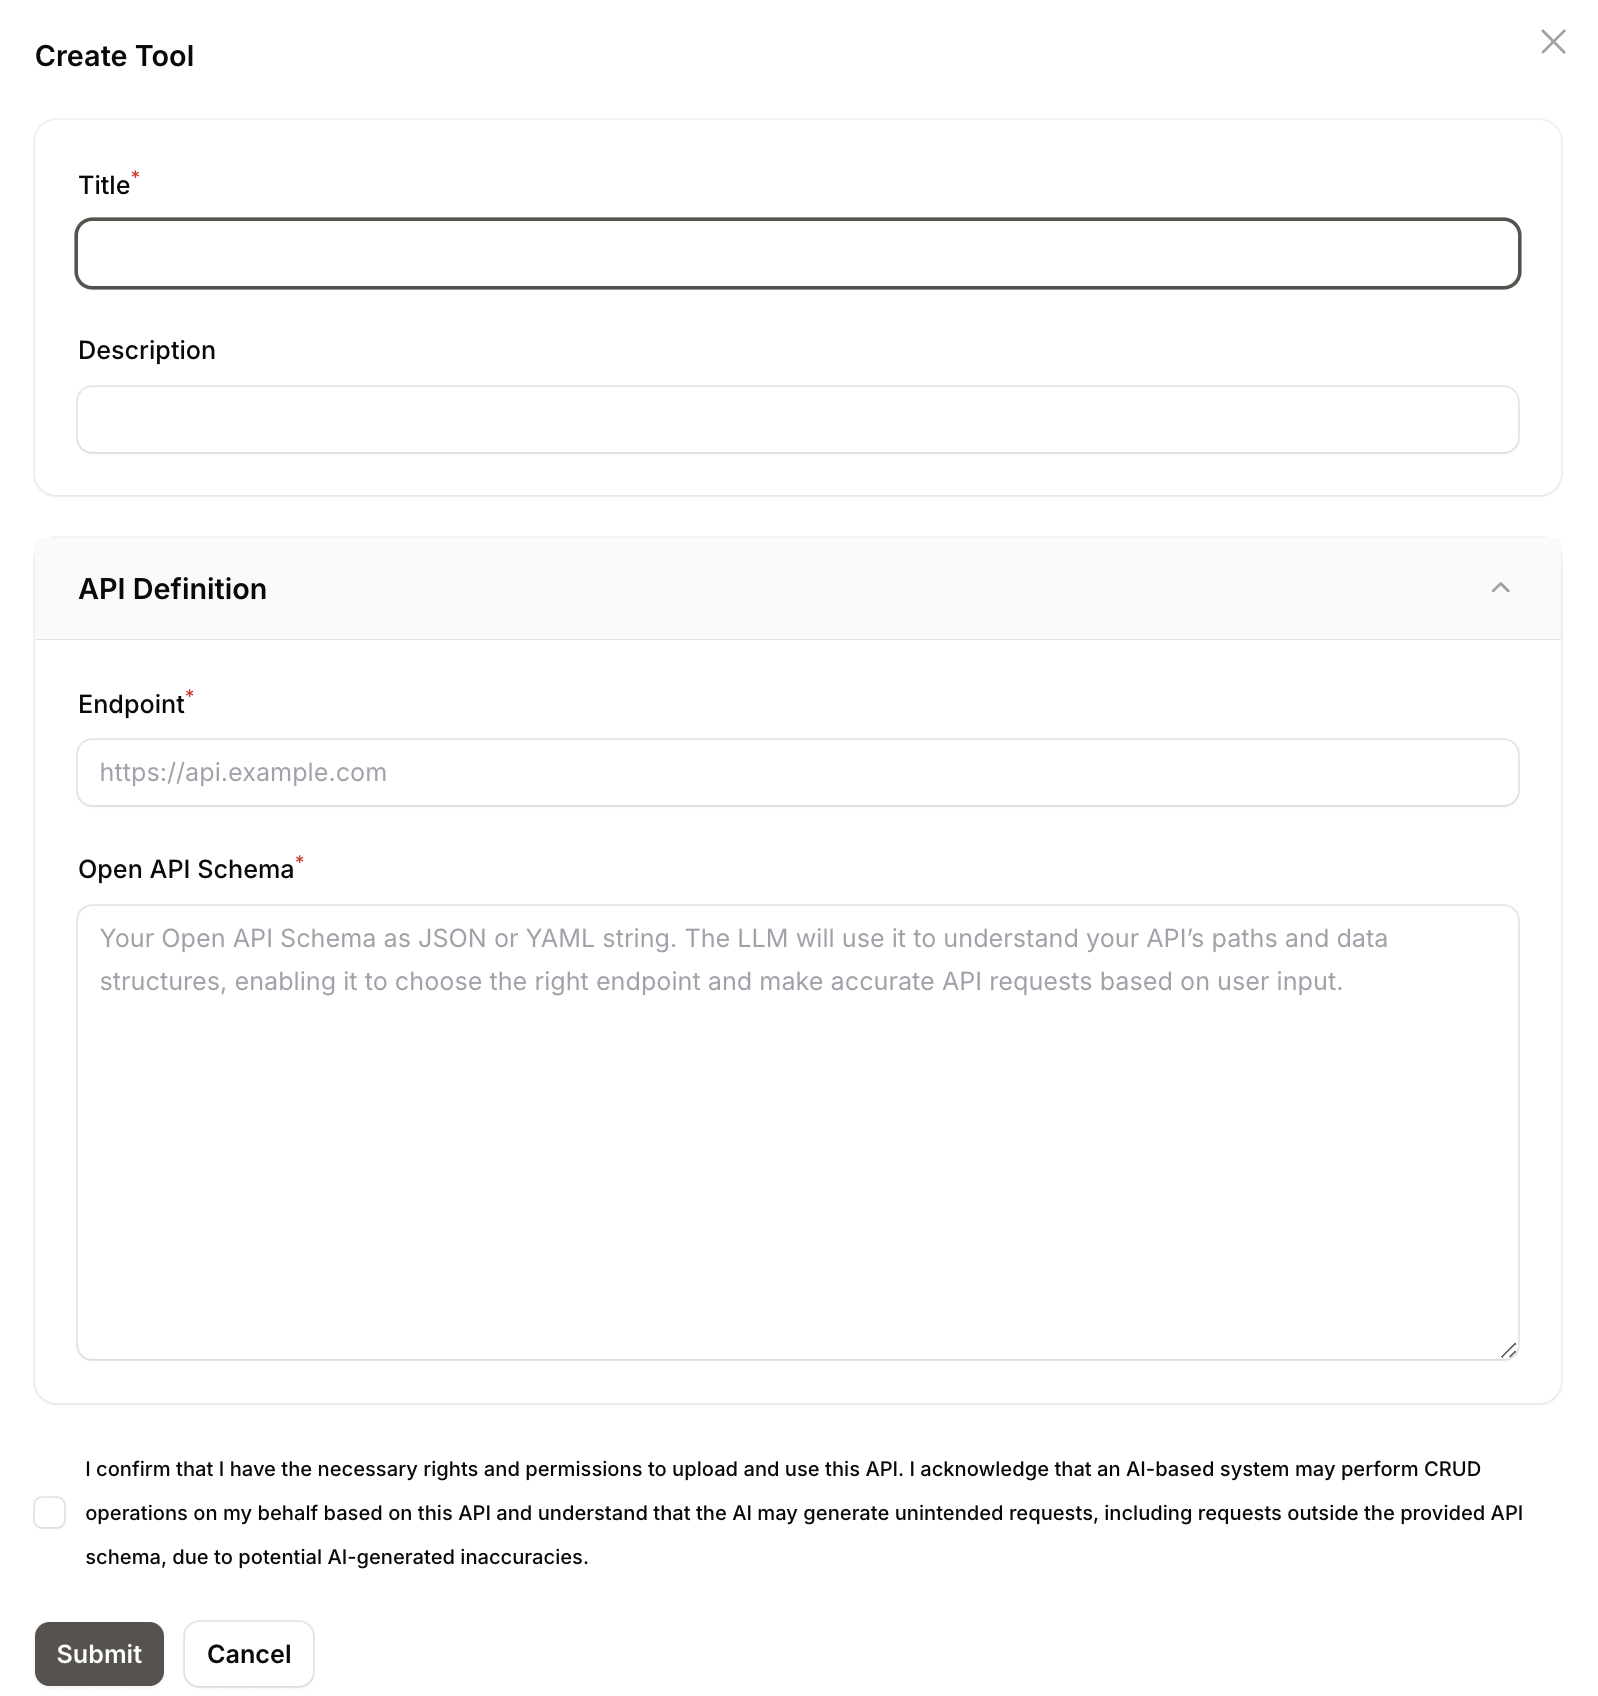 Create Tool
Title*
Description
API Definition
Endpoint*
https://api.example.com
Open API Schema*
Your Open API Schema as JSON or YAML string. The LLM will use it to understand your API’s paths and data
structures, enabling it to choose the right endpoint and make accurate API requests based on user input.
I confirm that I have the necessary rights and permissions to upload and use this API. I acknowledge that an AI-based system may perform CRUD
operations on my behalf based on this API and understand that the AI may generate unintended requests, including requests outside the provided API
schema, due to potential AI-generated inaccuracies.
Submit
Cancel